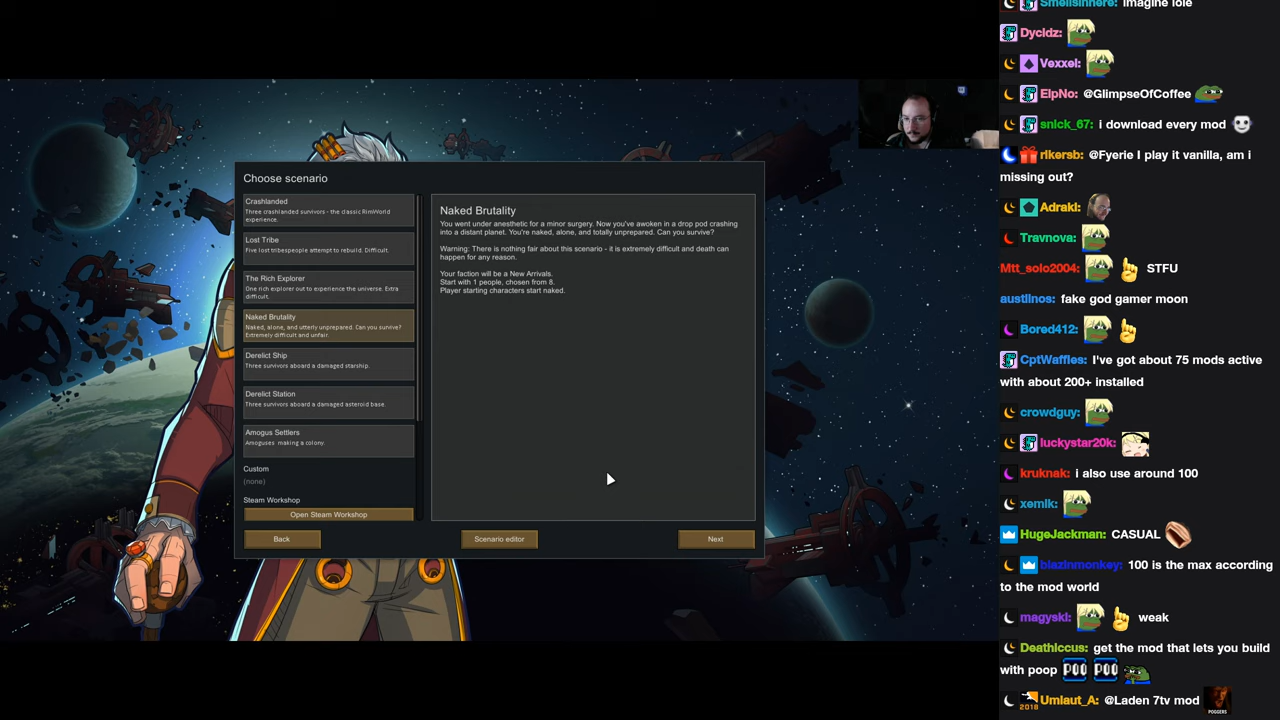 Choose scenario
Crashlanded
Three crashlanded survivors - the classic RimWorld
experience.
Lost Tribe
Five lost tribespeople attempt to rebuild. Difficult.
The Rich Explorer
One rich explorer out to experience the universe. Extra
difficult.
Naked Brutality
Naked, alone, and utterly unprepared. Can you survive?
Extremely difficult and unfair.
Derelict Ship
Three survivors aboard a damaged starship.
Derelict Station
Three survivors aboard a damaged asteroid base.
Amogus Settlers
Amoguses making a colony.
Custom
(none)
Steam Workshop
Open Steam Workshop
Naked Brutality
You went under anesthetic for a minor surgery. Now you've awoken in a drop pod crashing
into a distant planet. You're naked, alone, and totally unprepared. Can you survive?
Warning: There is nothing fair about this scenario - it is extremely difficult and death can
happen for any reason.
Your faction will be a New Arrivals.
Start with 1 people, chosen from 8.
Player starting characters start naked.
Back
Scenario editor
Next
imagine lole
Dycidz:
Vexxel:
ElpNo: @GlimpseOfCoffee
snick_67: i download every mod
rikersb: @Fyerie I play it vanilla, am i
missing out?
Adraki:
Travnova:
Mtt_solo2004: STFU
austinos: fake god gamer moon
Bored412:
CptWaffles: I've got about 75 mods active
with about 200+ installed
crowdguy:
luckystar20k:
kruknak: i also use around 100
xemik:
HugeJackman: CASUAL
blazinmonkey: 100 is the max according
to the mod world
magyski: weak
Deathiccus: get the mod that lets you build
with poop POO POO
2018 Umlaut_A: @Laden 7tv mod POGGERS